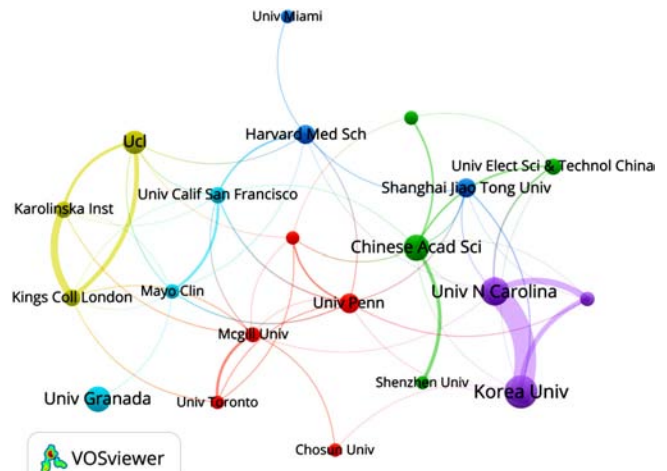 Univ Miami
Harvard Med Sch
Ucl
Univ Elect Sci & Technol China
Shanghai Jiao Tong Univ
Univ Calif San Francisco
Karolinska Inst
Chinese Acad Sci
Kings Coll London
Mayo Clin
Univ N Carolina
Univ Penn
Mcgill Univ
Shenzhen Univ
Korea Univ
Univ Granada
Univ Toronto
Chosun Univ
VOSviewer